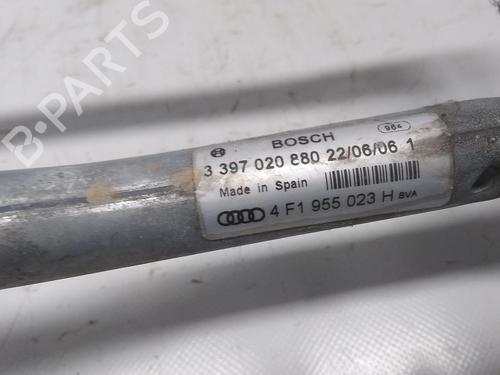 BOSCH
964
3 397 020 880 22/06/06 1
Made in Spain
4 F1 955 023 H BVA
B PARTS